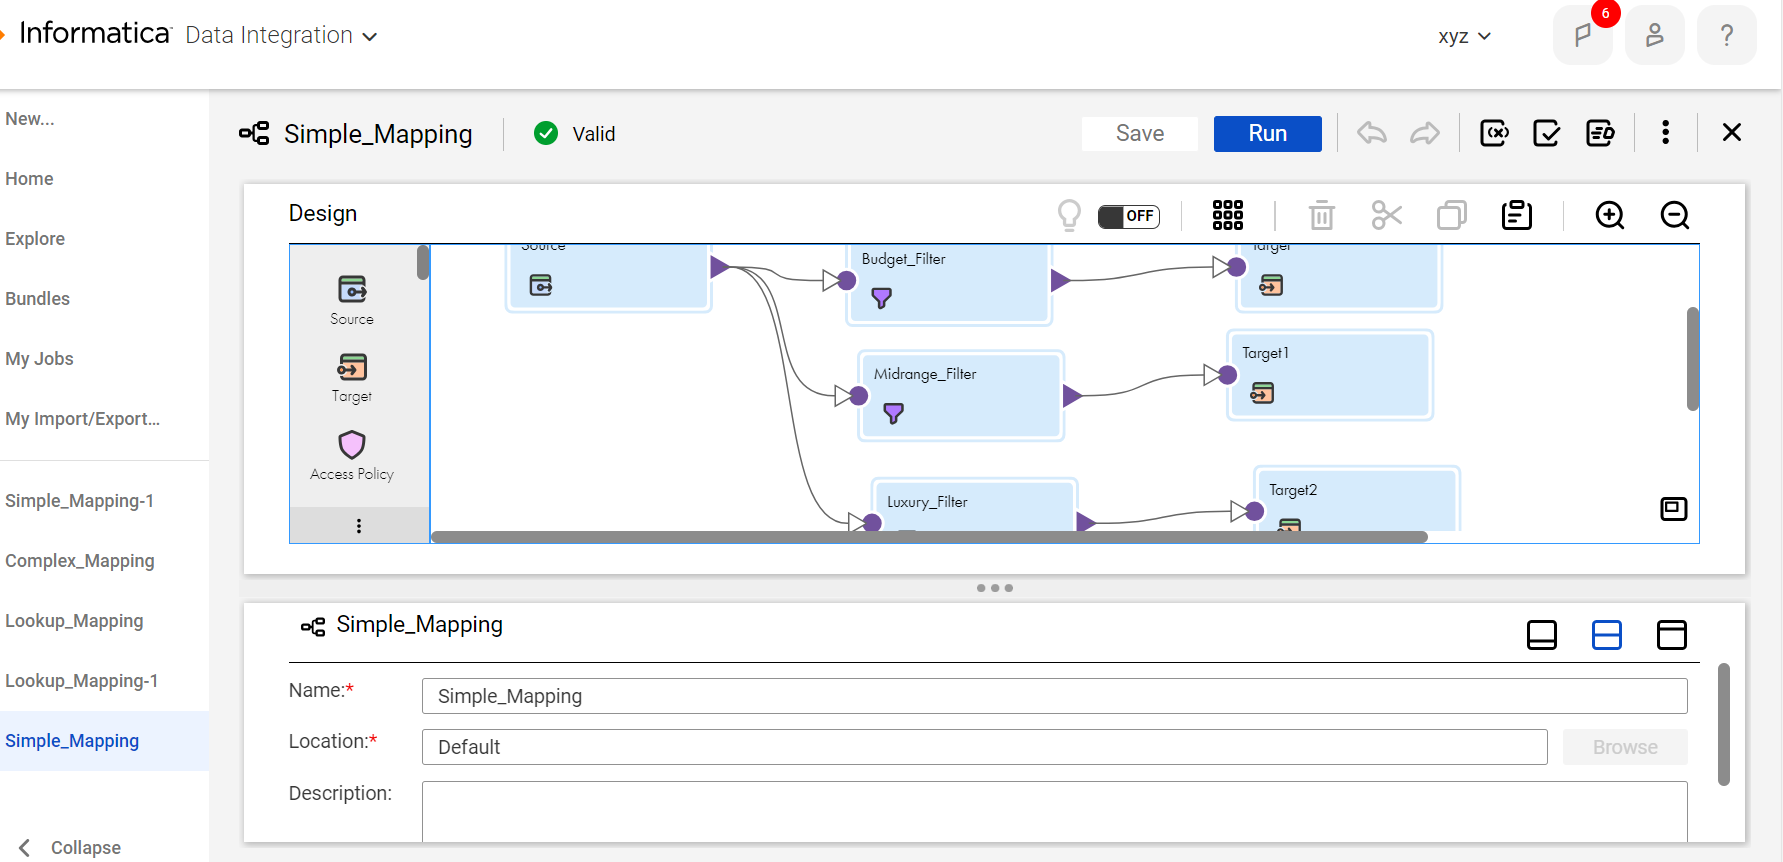 Informatica Data Integration
xyz
6
?
New...
Home
Explore
Bundles
My Jobs
My Import/Export...
Simple_Mapping-1
Complex_Mapping
Lookup_Mapping
Lookup_Mapping-1
Simple_Mapping
Collapse
Simple_Mapping
Valid
Save
Run
Design
OFF
Source
Target
Access Policy
Source
Budget_Filter
Target
Midrange_Filter
Target1
Luxury_Filter
Target2
Simple_Mapping
Name:*
Simple_Mapping
Location:*
Default
Browse
Description: